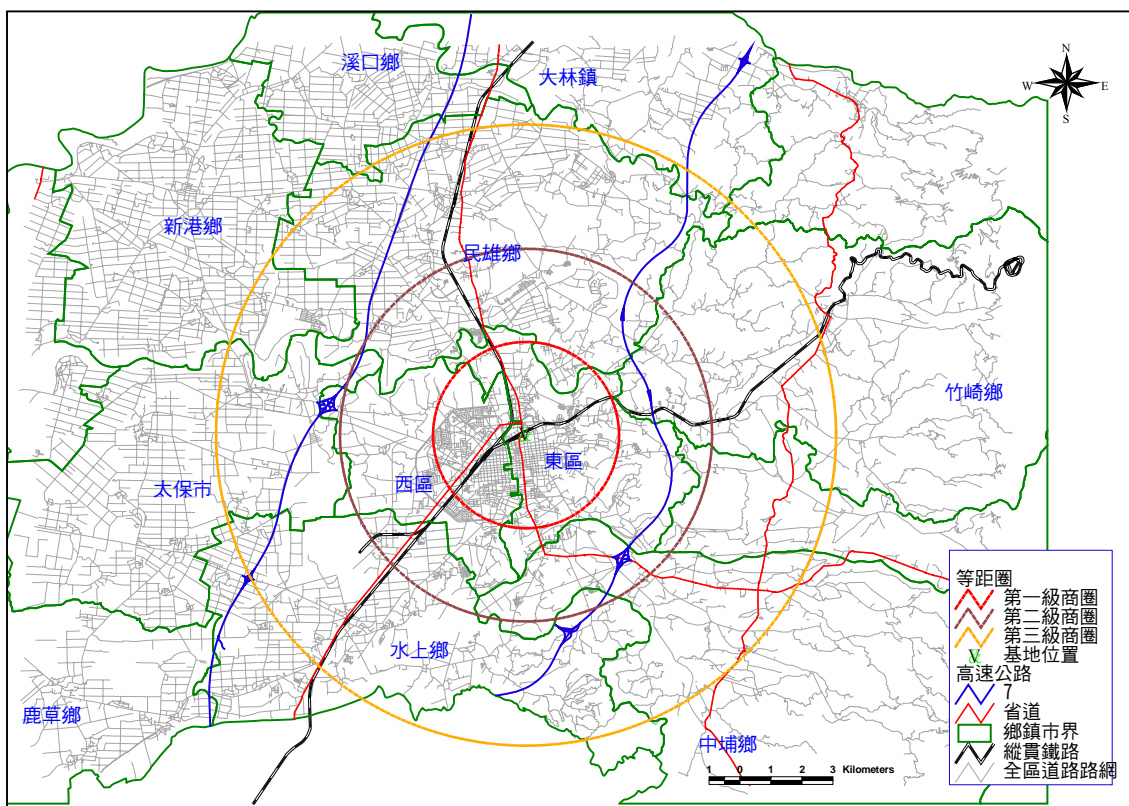 溪口鄉
大林鎮
N
W E
S
新港鄉
民雄鄉
竹崎鄉
東區
西區
太保市
水上鄉
鹿草鄉
中埔鄉
1 0 1 2 3 Kilometers
等距圈
第一級商圈
第二級商圈
第三級商圈
基地位置
高速公路
7
省道
鄉鎮市界
縱貫鐵路
全區道路路網